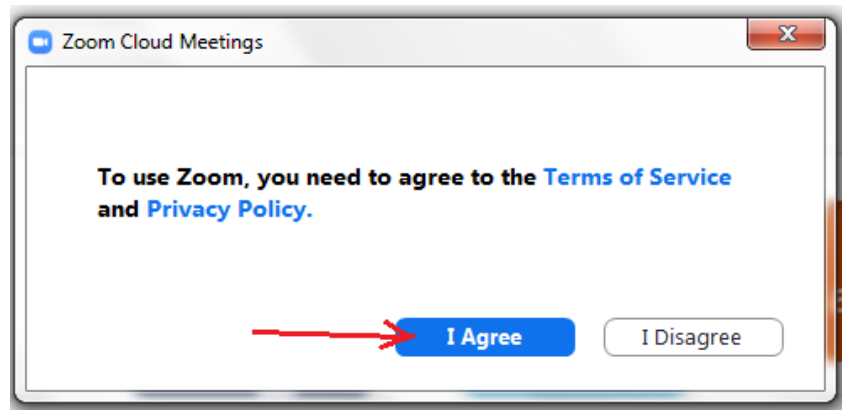 Zoom Cloud Meetings
To use Zoom, you need to agree to the Terms of Service
and Privacy Policy.
I Agree
I Disagree